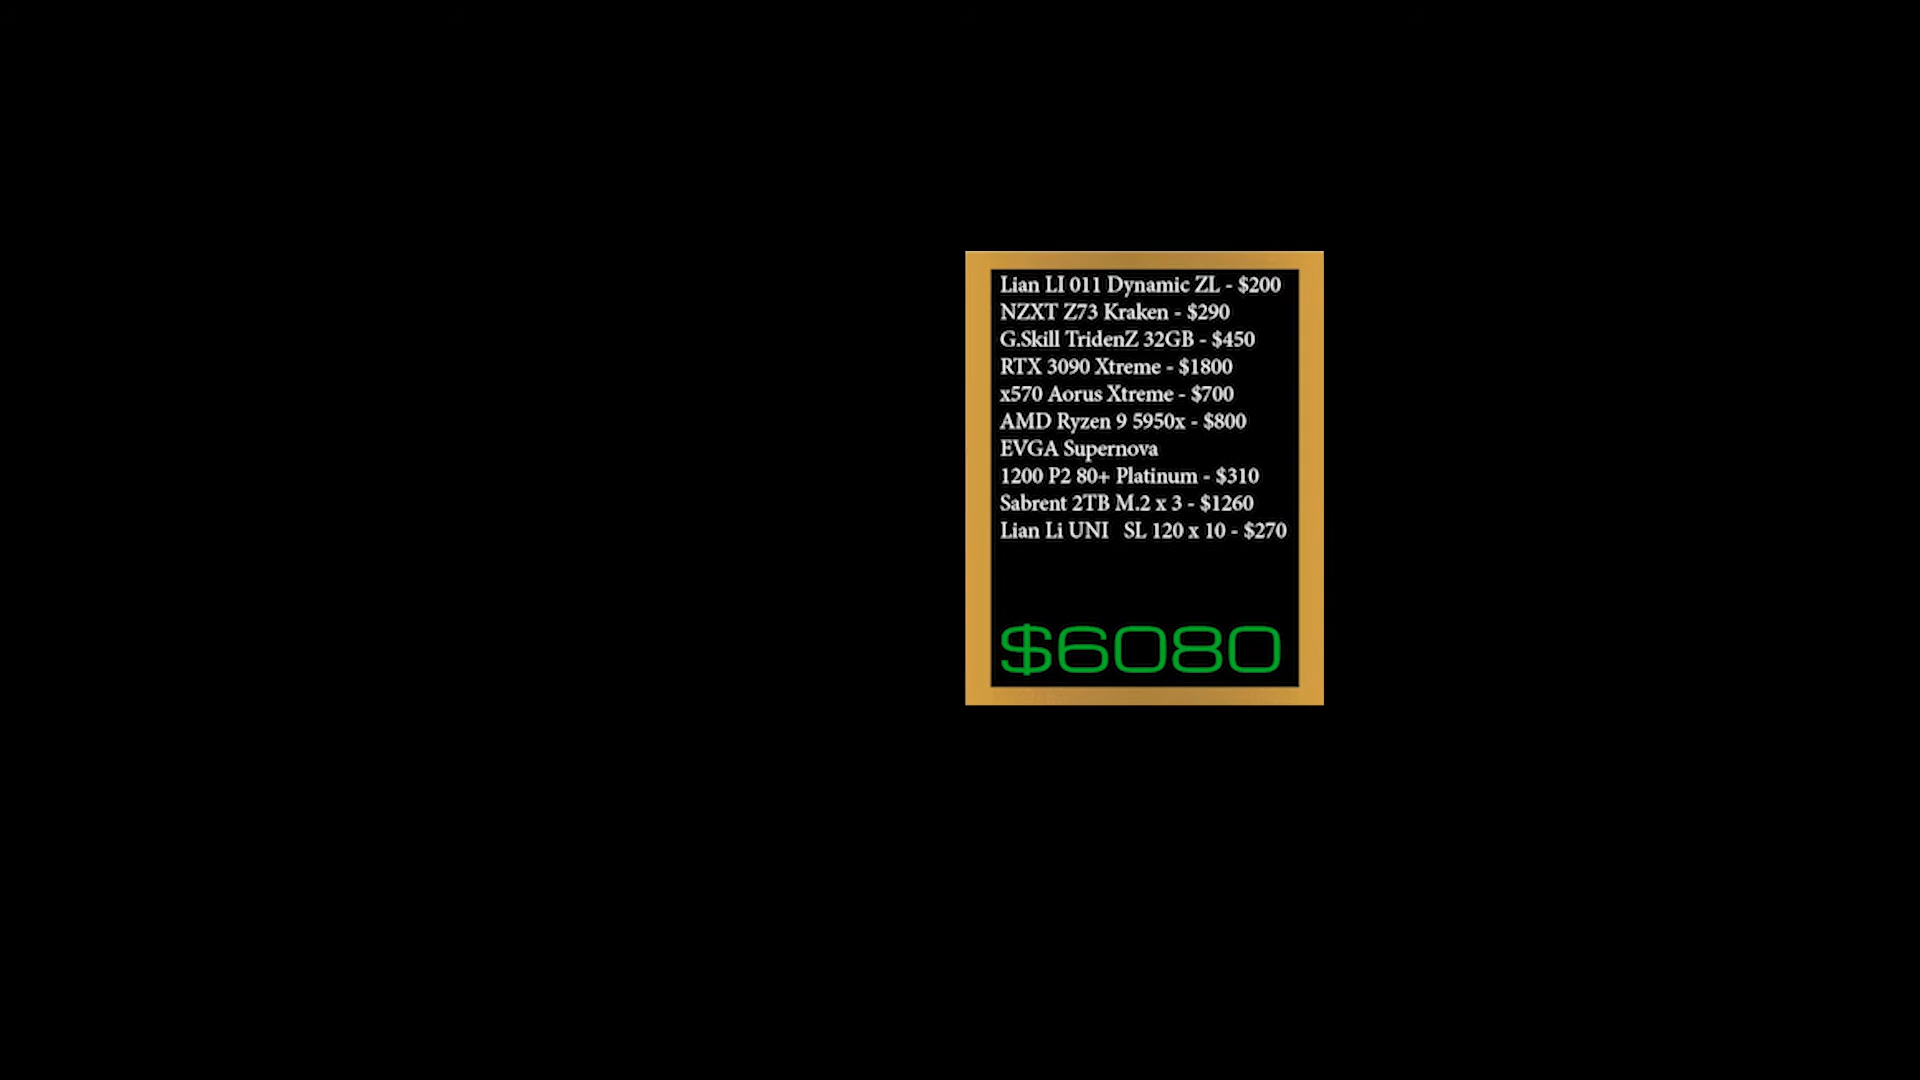 Lian LI 011 Dynamic ZL - $200
NZXT Z73 Kraken - $290
G.Skill TridenZ 32GB - $450
RTX 3090 Xtreme - $1800
x570 Aorus Xtreme - $700
AMD Ryzen 9 5950x - $800
EVGA Supernova
1200 P2 80+ Platinum - $310
Sabrent 2TB M.2 x 3 - $1260
Lian Li UNI SL 120 x 10 - $270
$6080